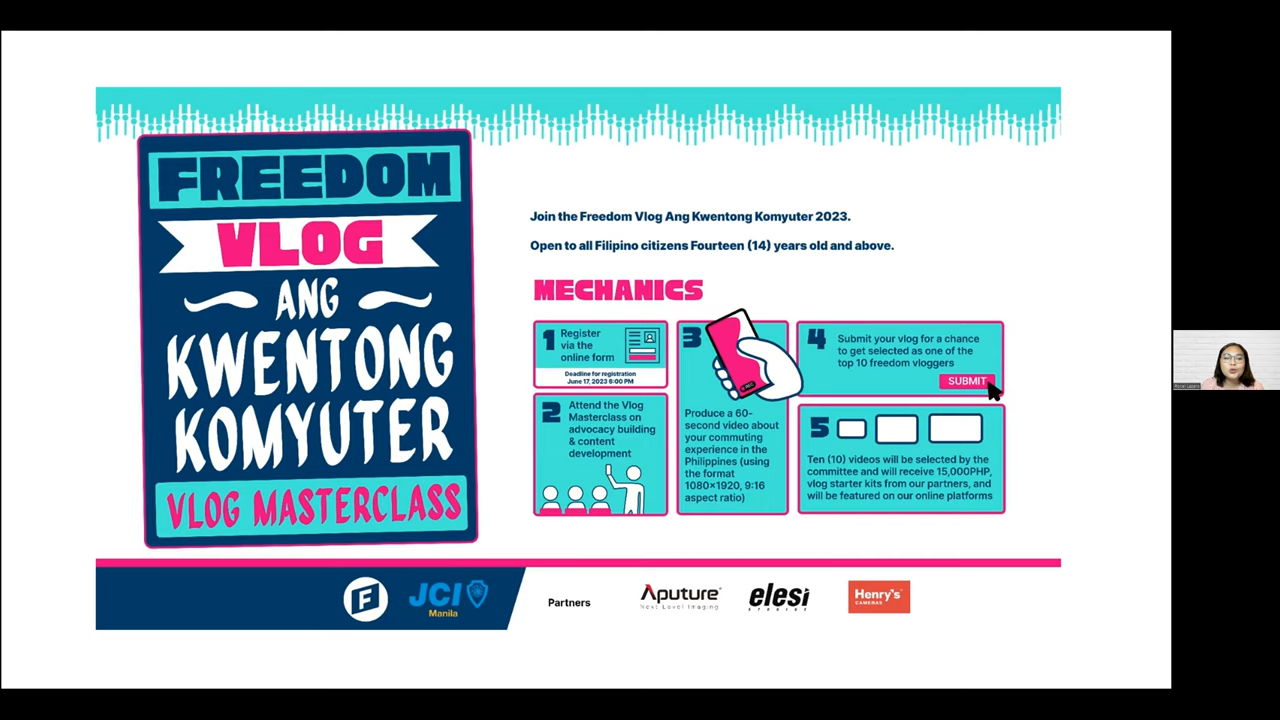 FREEDOM
VLOG
ANG
KWENTONG
KOMYUTER
VLOG MASTERCLASS
Join the Freedom Vlog Ang Kwentong Komyuter 2023.
Open to all Filipino citizens Fourteen (14) years old and above.
MECHANICS
1
Register
via the
online form
Deadline for registration
June 17, 2023 6:00 PM
2
Attend the Vlog
Masterclass on
advocacy building
& content
development
3
Produce a 60-
second video about
your commuting
experience in the
Philippines (using
the format
1080×1920, 9:16
aspect ratio)
4
Submit your vlog for a chance
to get selected as one of the
top 10 freedom vloggers
SUBMIT
5
Ten (10) videos will be selected by the
committee and will receive 15,000PHP,
vlog starter kits from our partners, and
will be featured on our online platforms
F
JCI
Manila
Partners
Aputure
Next Level Imaging
elesi
STUDIOS
Henry's
CAMERAS